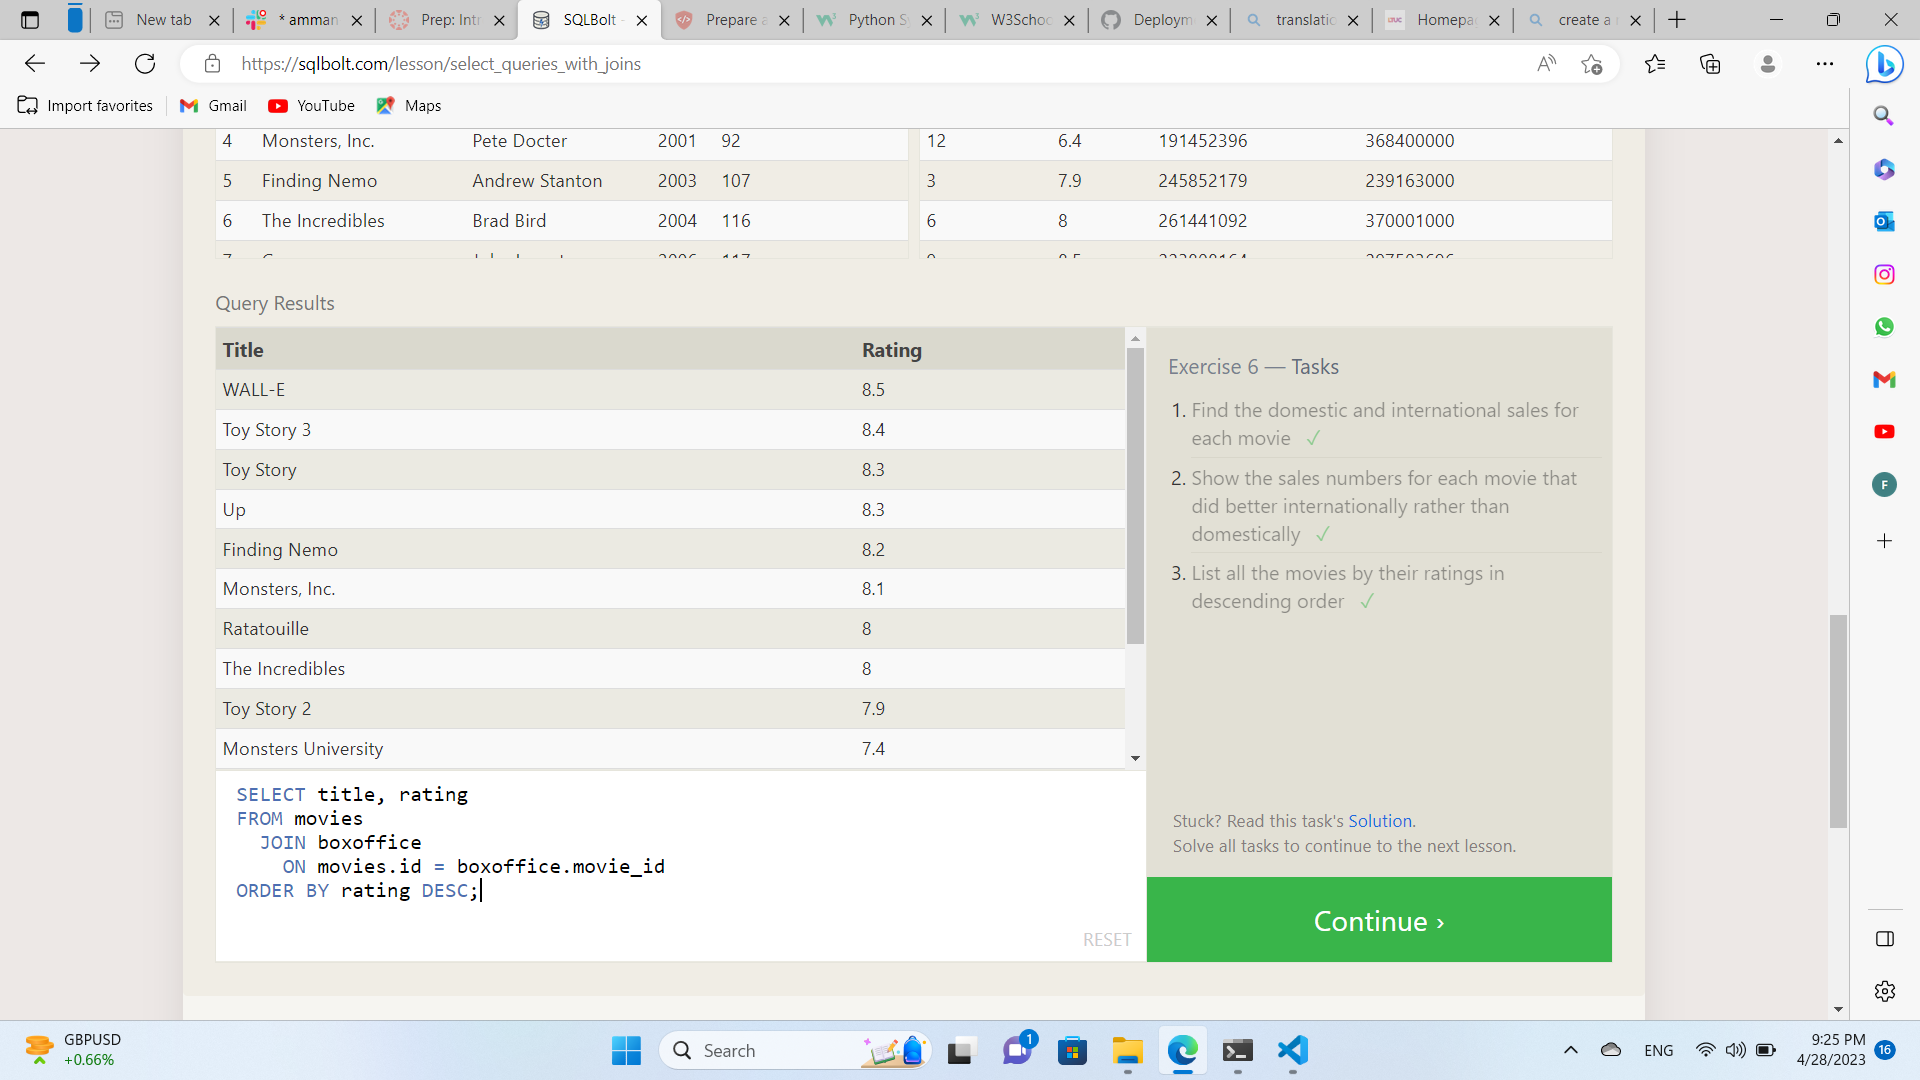 New tab
* amman
Prep: Intr
SQLBolt -
Prepare a
Python S
W3Schoo
Deploym
translatio
Homepa
create a r
https://sqlbolt.com/lesson/select_queries_with_joins
Import favorites
Gmail
YouTube
Maps
4 Monsters, Inc. Pete Docter 2001 92
12 6.4 191452396 368400000
5 Finding Nemo Andrew Stanton 2003 107
3 7.9 245852179 239163000
6 The Incredibles Brad Bird 2004 116
6 8 261441092 370001000
Query Results
Title Rating
WALL-E 8.5
Toy Story 3 8.4
Toy Story 8.3
Up 8.3
Finding Nemo 8.2
Monsters, Inc. 8.1
Ratatouille 8
The Incredibles 8
Toy Story 2 7.9
Monsters University 7.4
Exercise 6 — Tasks
1. Find the domestic and international sales for
each movie ✓
2. Show the sales numbers for each movie that
did better internationally rather than
domestically ✓
3. List all the movies by their ratings in
descending order ✓
SELECT title, rating
FROM movies
JOIN boxoffice
ON movies.id = boxoffice.movie_id
ORDER BY rating DESC;
RESET
Stuck? Read this task's Solution.
Solve all tasks to continue to the next lesson.
Continue ›
F
GBPUSD
+0.66%
Search
1
ENG
9:25 PM
4/28/2023
16